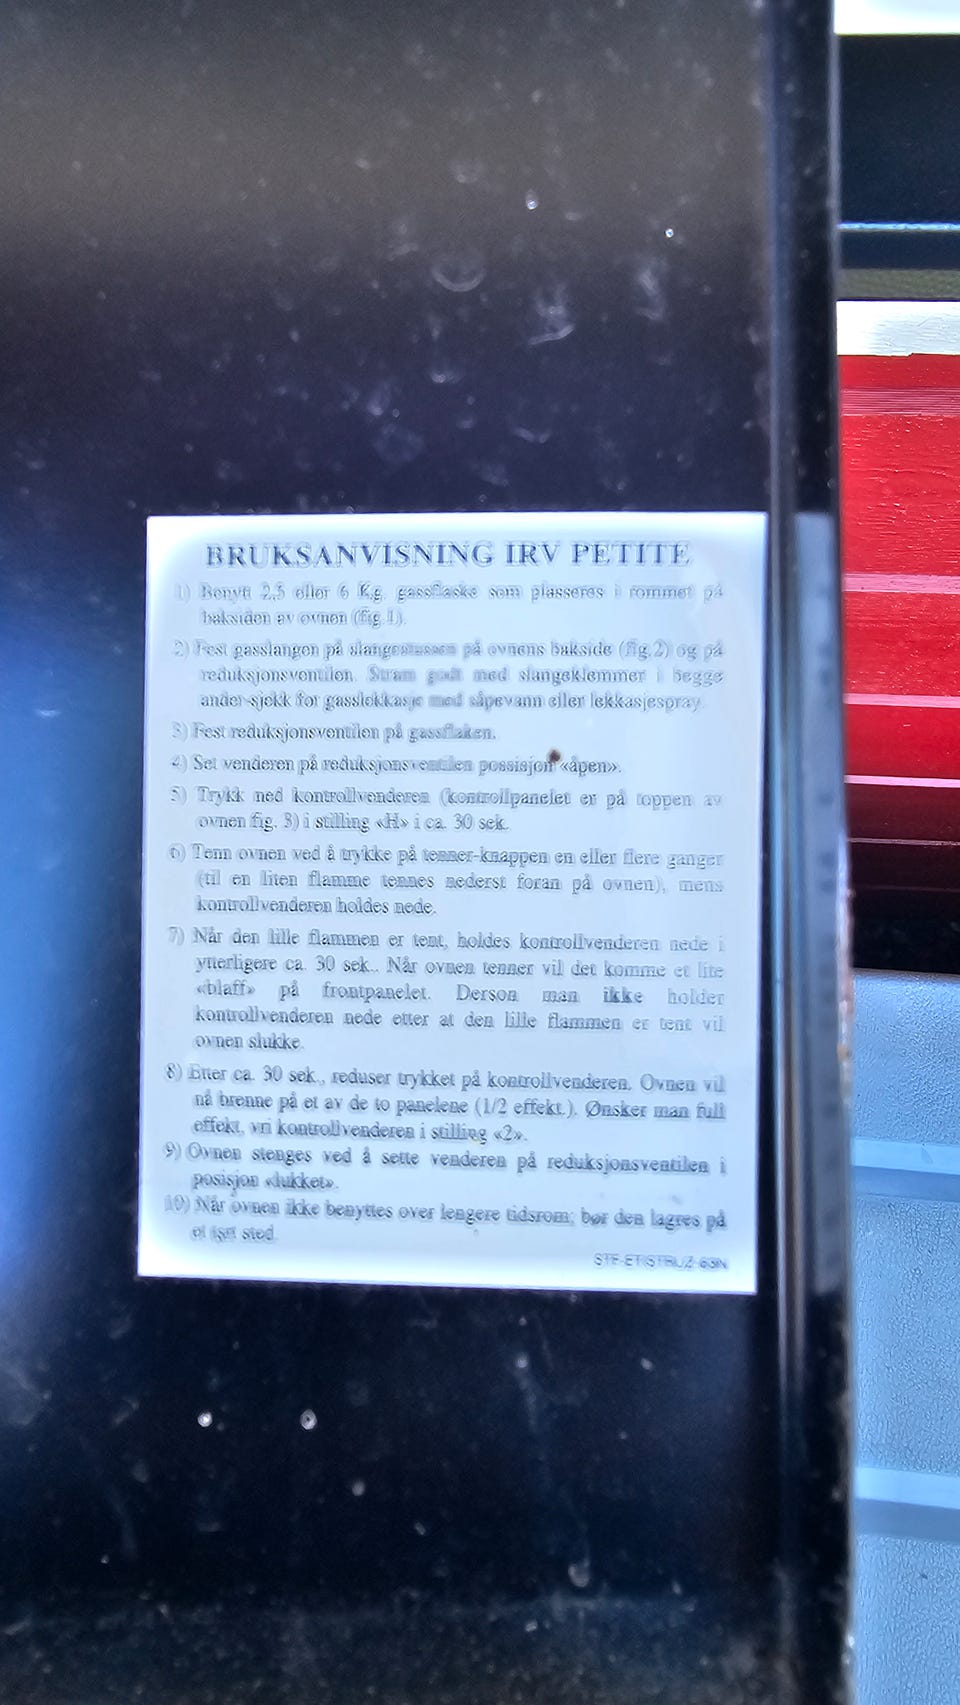 BRUKSANVISNING IRV PETITE
1) Benytt 2,5 eller 6 Kg. gassflaske som plasseres i rommet på
baksiden av ovnen (fig.1).
2) Fest gasslangen på slangestussen på ovnens bakside (fig.2) og på
reduksjonsventilen. Stram godt med slangeklemmer i begge
ander-sjekk for gasslekkasje med såpevann eller lekkasjespray.
3) Fest reduksjonsventilen på gassflaken.
4) Set venderen på reduksjonsventilen possisjon «åpen».
5) Trykk ned kontrollvenderen (kontrollpanelet er på toppen av
ovnen fig. 3) i stilling «H» i ca. 30 sek.
6) Tenn ovnen ved å trykke på tenner-knappen en eller flere ganger
(til en liten flamme tennes nederst foran på ovnen), mens
kontrollvenderen holdes nede.
7) Når den lille flammen er tent, holdes kontrollvenderen nede i
ytterligere ca. 30 sek.. Når ovnen tenner vil det komme et lite
«blaff» på frontpanelet. Derson man ikke holder
kontrollvenderen nede etter at den lille flammen er tent vil
ovnen slukke.
8) Etter ca. 30 sek., reduser trykket på kontrollvenderen. Ovnen vil
nå brenne på et av de to panelene (1/2 effekt.). Ønsker man full
effekt, vri kontrollvenderen i stilling «2».
9) Ovnen stenges ved å sette venderen på reduksjonsventilen i
posisjon «lukket».
10) Når ovnen ikke benyttes over lengere tidsrom; bør den lagres på
et tørt sted.